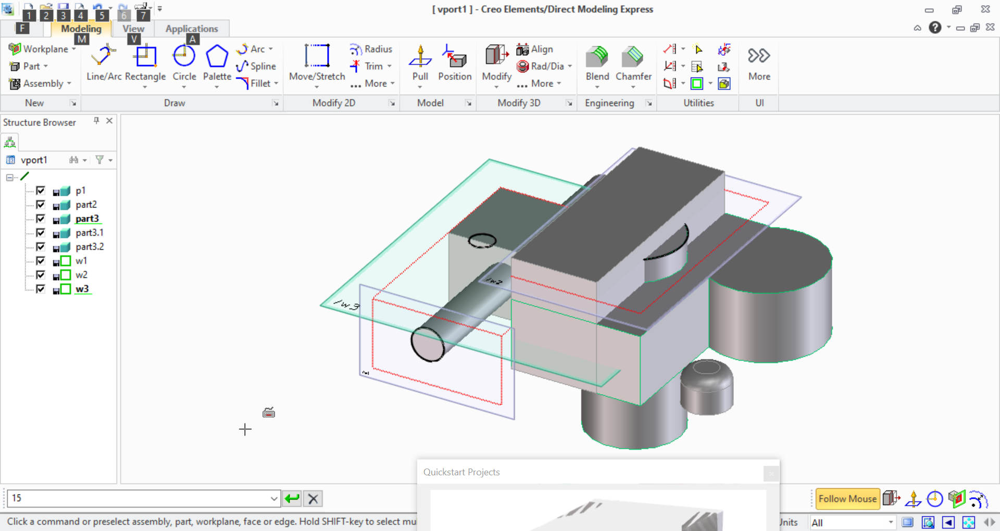 [ vport1 ] - Creo Elements/Direct Modeling Express
1 2 3 4 5 6 7
F Modeling View Applications
M V A
Workplane
Part
Assembly
New
Line/Arc Rectangle Circle Palette
Arc
Spline
Fillet
Draw
Move/Stretch
Radius
Trim
... More
Modify 2D
Pull Position
Model
Modify
Align
Rad/Dia
... More
Modify 3D
Blend Chamfer
Engineering
Utilities
More
UI
Structure Browser
vport1
p1
part2
part3
part3.1
part3.2
w1
w2
w3
/w2
/w3
Quickstart Projects
15
Follow Mouse
Click a command or preselect assembly, part, workplane, face or edge. Hold SHIFT-key to select mu
Units All